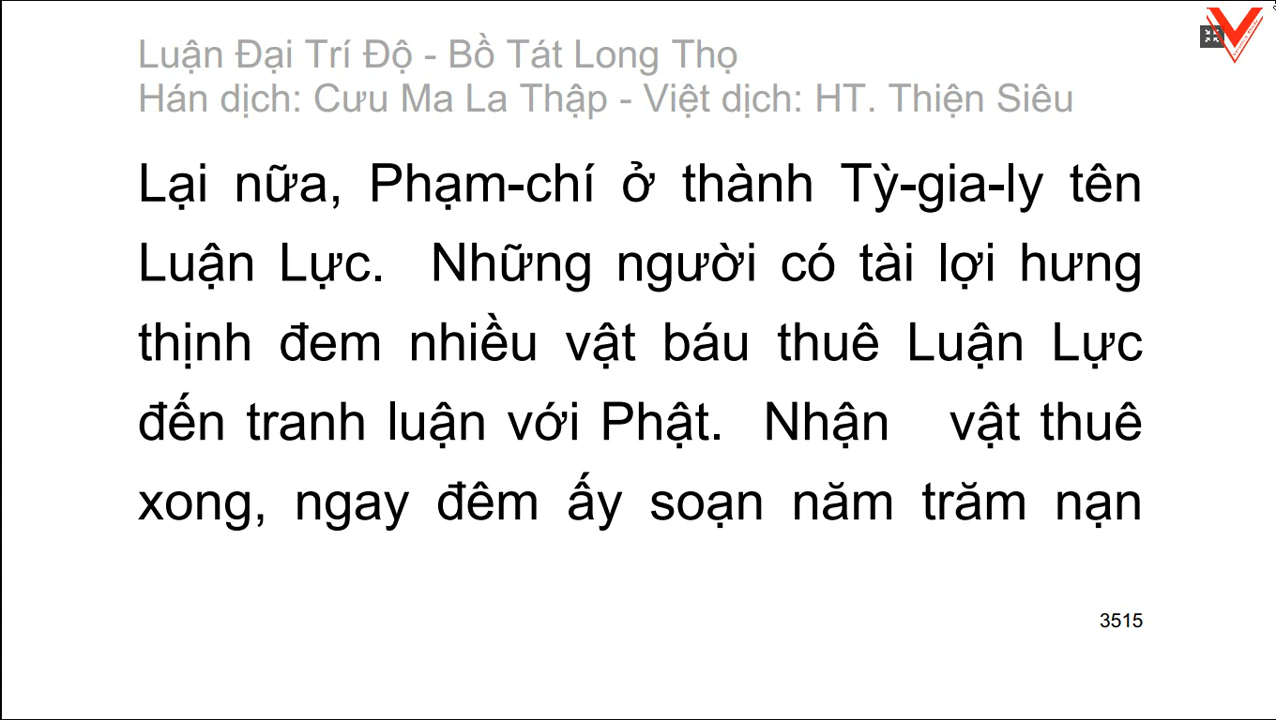 Luận Đại Trí Độ - Bồ Tát Long Thọ
Hán dịch: Cưu Ma La Thập - Việt dịch: HT. Thiện Siêu
Lại nữa, Phạm-chí ở thành Tỳ-gia-ly tên
Luận Lực. Những người có tài lợi hưng
thịnh đem nhiều vật báu thuê Luận Lực
đến tranh luận với Phật. Nhận vật thuê
xong, ngay đêm ấy soạn năm trăm nạn
3515